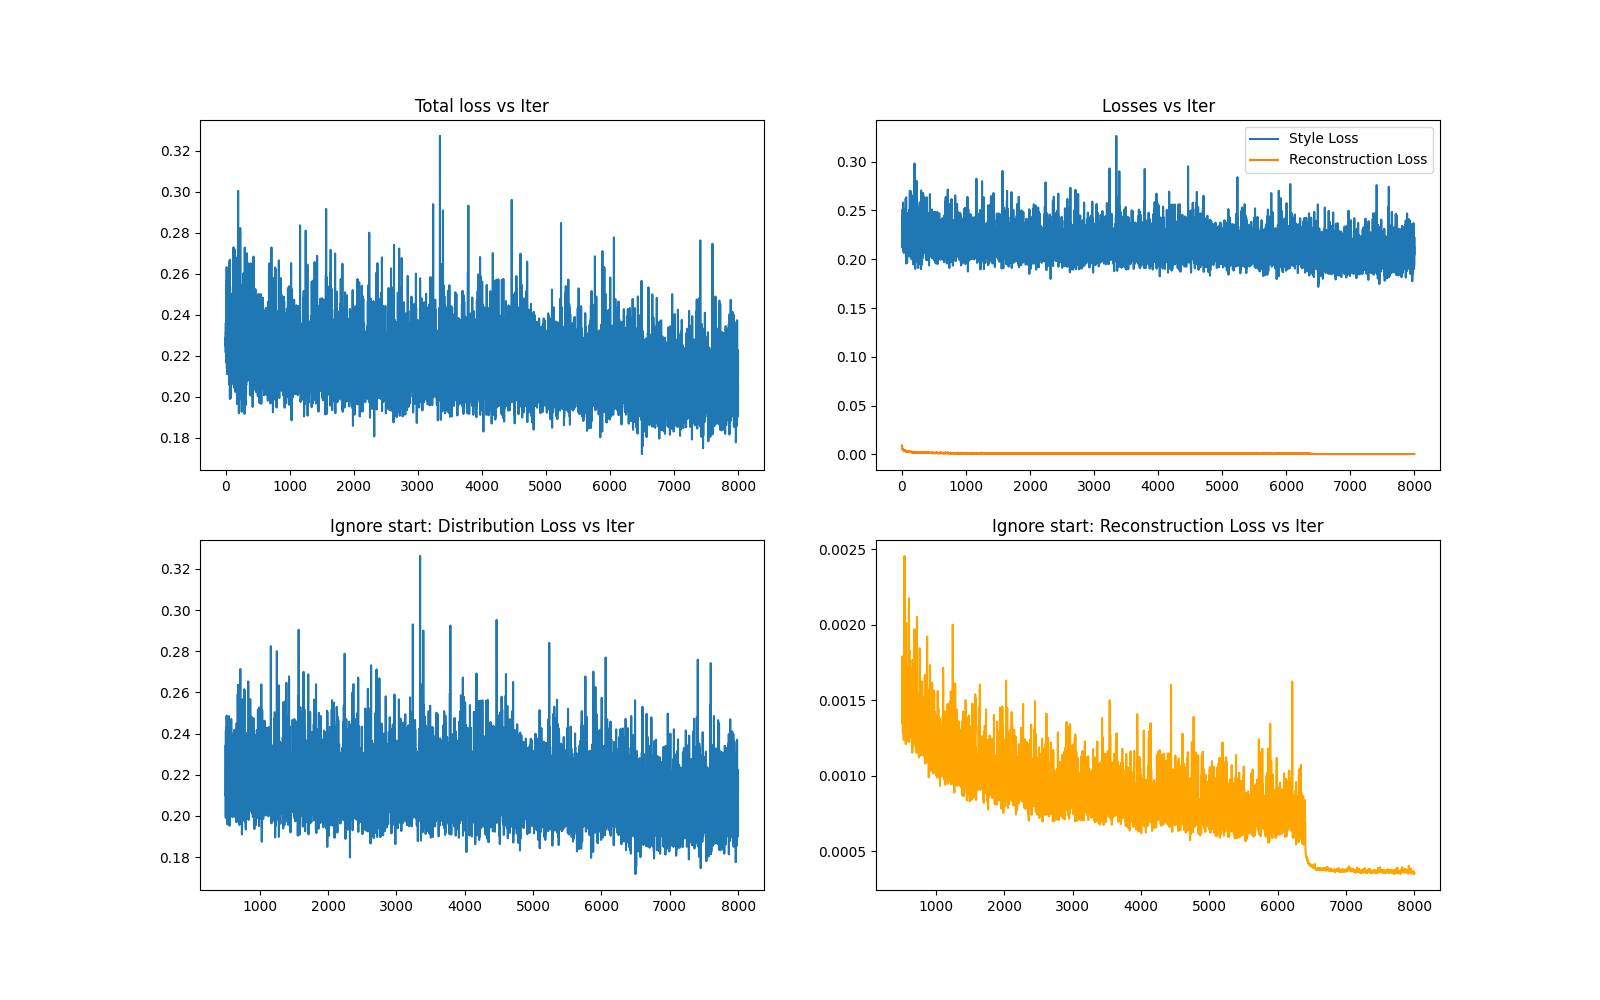 Total loss vs Iter
0.32
0.30
0.28
0.26
0.24
0.22
0.20
0.18
0 1000 2000 3000 4000 5000 6000 7000 8000
Losses vs Iter
Style Loss
Reconstruction Loss
0.30
0.25
0.20
0.15
0.10
0.05
0.00
0 1000 2000 3000 4000 5000 6000 7000 8000
Ignore start: Distribution Loss vs Iter
0.32
0.30
0.28
0.26
0.24
0.22
0.20
0.18
1000 2000 3000 4000 5000 6000 7000 8000
Ignore start: Reconstruction Loss vs Iter
0.0025
0.0020
0.0015
0.0010
0.0005
1000 2000 3000 4000 5000 6000 7000 8000